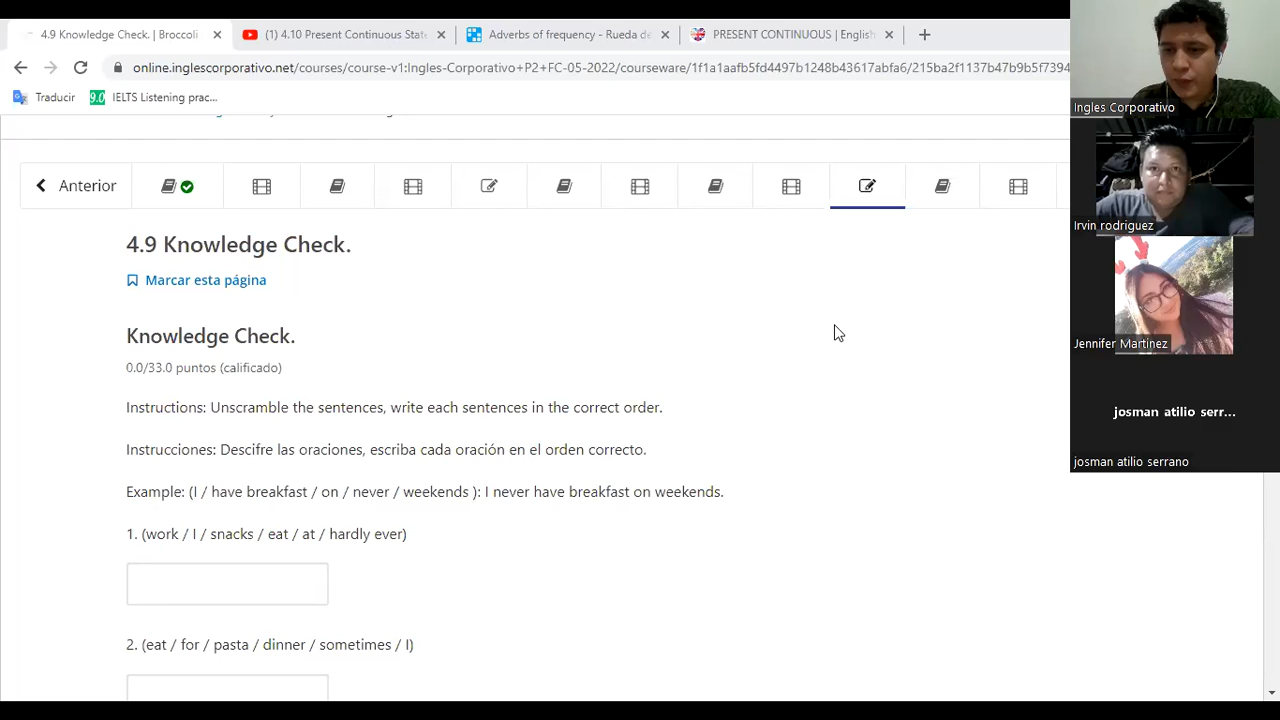 4.9 Knowledge Check. | Broccoli
(1) 4.10 Present Continuous State
Adverbs of frequency - Rueda de
PRESENT CONTINUOUS | English
online.inglescorporativo.net/courses/course-v1:Ingles-Corporativo+P2+FC-05-2022/courseware/1f1a1aafb5fd4497b1248b43617abfa6/215ba2f1137b47b9b5f7394
Traducir
9.0 IELTS Listening prac...
Anterior
4.9 Knowledge Check.
Marcar esta página
Knowledge Check.
0.0/33.0 puntos (calificado)
Instructions: Unscramble the sentences, write each sentences in the correct order.
Instrucciones: Descifre las oraciones, escriba cada oración en el orden correcto.
Example: (I / have breakfast / on / never / weekends ): I never have breakfast on weekends.
1. (work / I / snacks / eat / at / hardly ever)
2. (eat / for / pasta / dinner / sometimes / I)
Ingles Corporativo
Irvin rodriguez
Jennifer Martinez
josman atilio serr...
josman atilio serrano